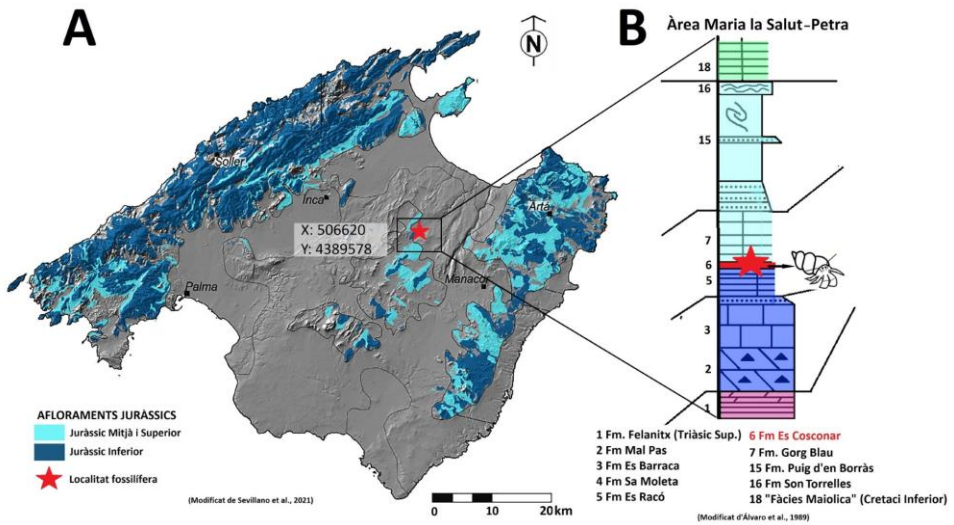 A
N
Sóller
Inca
Artà
X: 506620
Y: 4389578
Manacor
Palma
AFLORAMENTS JURÀSSICS
Juràssic Mitjà i Superior
Juràssic Inferior
Localitat fossilífera
(Modificat de Sevillano et al., 2021)
0 10 20 km
B
Àrea Maria la Salut-Petra
18
16
15
7
6
5
3
2
1
1 Fm. Felanitx (Triàsic Sup.)
2 Fm Mal Pas
3 Fm Es Barraca
4 Fm Sa Moleta
5 Fm Es Racó
6 Fm Es Cosconar
7 Fm. Gorg Blau
15 Fm. Puig d'en Borràs
16 Fm Son Torrelles
18 "Fàcies Maiolica" (Cretaci Inferior)
(Modificat d'Álvaro et al., 1989)